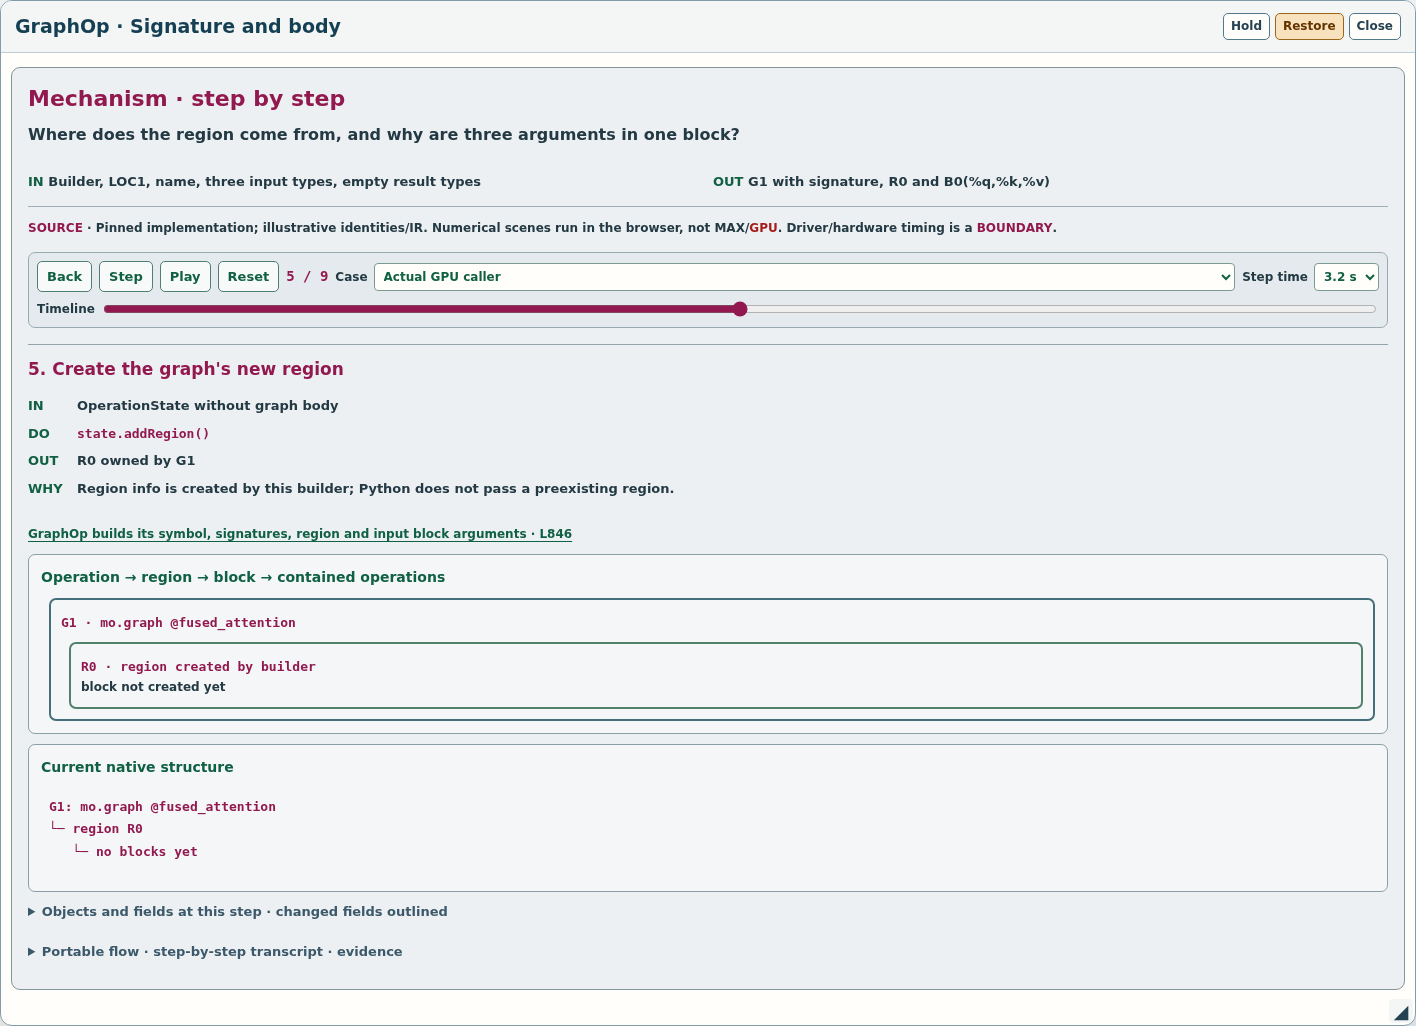 GraphOp · Signature and body
Hold Restore Close
Mechanism · step by step
Where does the region come from, and why are three arguments in one block?
IN Builder, LOC1, name, three input types, empty result types
OUT G1 with signature, R0 and B0(%q,%k,%v)
SOURCE · Pinned implementation; illustrative identities/IR. Numerical scenes run in the browser, not MAX/GPU. Driver/hardware timing is a BOUNDARY.
Back Step Play Reset 5 / 9 Case Actual GPU caller Step time 3.2 s
Timeline
5. Create the graph's new region
IN OperationState without graph body
DO state.addRegion()
OUT R0 owned by G1
WHY Region info is created by this builder; Python does not pass a preexisting region.
GraphOp builds its symbol, signatures, region and input block arguments · L846
Operation → region → block → contained operations
G1 · mo.graph @fused_attention
R0 · region created by builder
block not created yet
Current native structure
G1: mo.graph @fused_attention
└─ region R0
└─ no blocks yet
▶ Objects and fields at this step · changed fields outlined
▶ Portable flow · step-by-step transcript · evidence